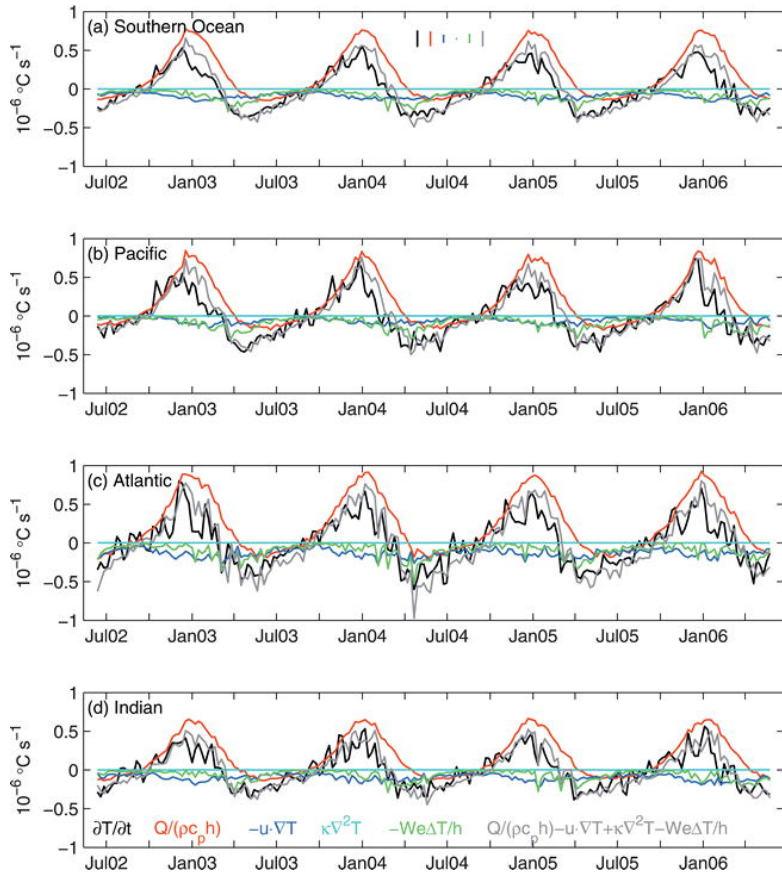 (a) Southern Ocean
1
0.5
0
−0.5
−1
10⁻⁶ °C s⁻¹
Jul02 Jan03 Jul03 Jan04 Jul04 Jan05 Jul05 Jan06
(b) Pacific
1
0.5
0
−0.5
−1
10⁻⁶ °C s⁻¹
Jul02 Jan03 Jul03 Jan04 Jul04 Jan05 Jul05 Jan06
(c) Atlantic
1
0.5
0
−0.5
−1
10⁻⁶ °C s⁻¹
Jul02 Jan03 Jul03 Jan04 Jul04 Jan05 Jul05 Jan06
(d) Indian
1
0.5
0
−0.5
−1
10⁻⁶ °C s⁻¹
∂T/∂t Q/(ρcₚh) −u·∇T κ∇²T −WeΔT/h Q/(ρcₚh)−u·∇T+κ∇²T−WeΔT/h
Jul02 Jan03 Jul03 Jan04 Jul04 Jan05 Jul05 Jan06